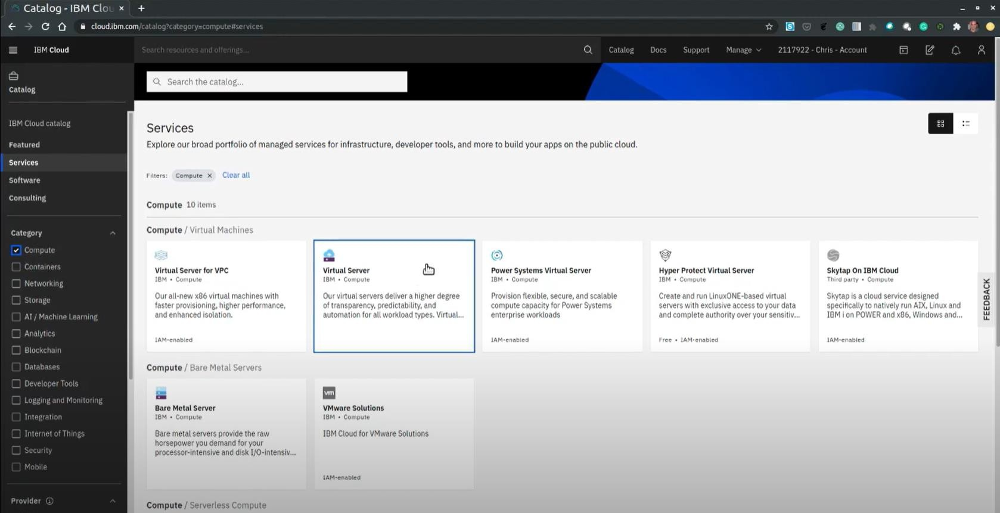 Catalog - IBM Clou
cloud.ibm.com/catalog?category=compute#services
IBM Cloud
Search resources and offerings...
Catalog
Docs
Support
Manage
2117922 - Chris - Account
Catalog
Search the catalog...
IBM Cloud catalog
Featured
Services
Software
Consulting
Category
Compute
Containers
Networking
Storage
AI / Machine Learning
Analytics
Blockchain
Databases
Developer Tools
Logging and Monitoring
Integration
Internet of Things
Security
Mobile
Provider
Services
Explore our broad portfolio of managed services for infrastructure, developer tools, and more to build your apps on the public cloud.
Filters: Compute Clear all
Compute 10 items
Compute / Virtual Machines
Virtual Server for VPC
IBM • Compute
Our all-new x86 virtual machines with
faster provisioning, higher performance,
and enhanced isolation.
IAM-enabled
Virtual Server
IBM • Compute
Our virtual servers deliver a higher degree
of transparency, predictability, and
automation for all workload types. Virtual...
Power Systems Virtual Server
IBM • Compute
Provision flexible, secure, and scalable
compute capacity for Power Systems
enterprise workloads
IAM-enabled
Hyper Protect Virtual Server
IBM • Compute
Create and run LinuxONE-based virtual
servers with exclusive access to your data
and complete authority over your sensitiv...
Free • IAM-enabled
Skytap On IBM Cloud
Third party • Compute
Skytap is a cloud service designed
specifically to natively run AIX, Linux and
IBM i on POWER and x86, Windows and...
IAM-enabled
FEEDBACK
Compute / Bare Metal Servers
Bare Metal Server
IBM • Compute
Bare metal servers provide the raw
horsepower you demand for your
processor-intensive and disk I/O-intensiv...
vm
VMware Solutions
IBM • Compute
IBM Cloud for VMware Solutions
IAM-enabled
Compute / Serverless Compute